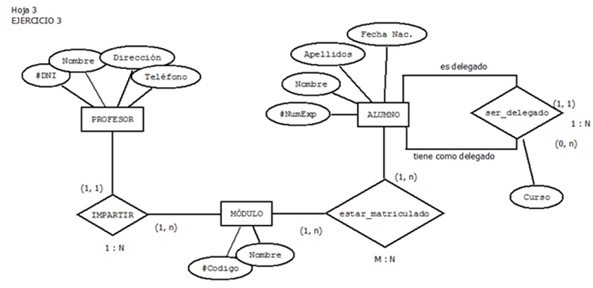 Hoja 3
EJERCICIO 3
Fecha Nac.
Apellidos
Nombre
#NumExp
ALUMNO
Nombre
Dirección
#INI
Teléfono
PROFESOR
es delegado
ser_delegado
(1, 1)
1 : N
(0, n)
tiene como delegado
Curso
(1, 1)
IMPARTIR
(1, n)
1 : N
MÓDULO
#Codigo
Nombre
(1, n)
estar_matriculado
(1, n)
M : N